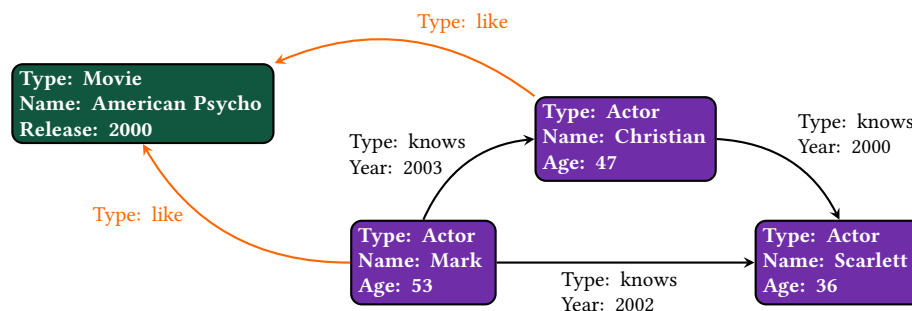 Type: like
Type: Movie
Name: American Psycho
Release: 2000
Type: Actor
Name: Christian
Age: 47
Type: knows
Year: 2003
Type: knows
Year: 2000
Type: like
Type: Actor
Name: Mark
Age: 53
Type: knows
Year: 2002
Type: Actor
Name: Scarlett
Age: 36